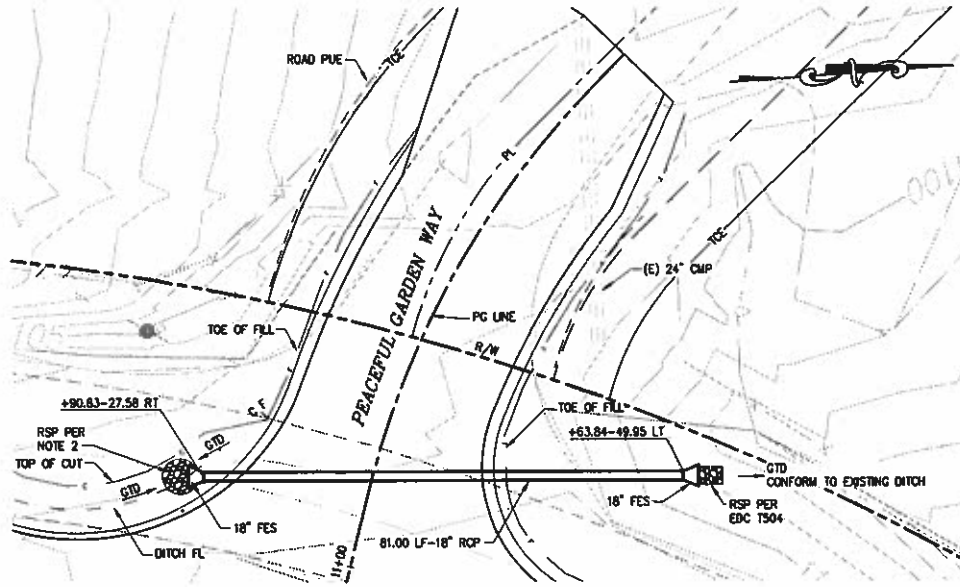 ROAD PUE
TCE
PL
1100
TCE
(E) 24" CMP
PEACEFUL GARDEN WAY
PG LINE
TOE OF FILL
R/W
C F
TOE OF FILL
+90.83-27.58 RT
+63.84-49.95 LT
RSP PER
NOTE 2
GTD
TOP OF CUT
GTD
GTD
CONFORM TO EXISTING DITCH
18" FES
18" FES
RSP PER
EDC T504
DITCH FL
81.00 LF-18" RCP
11+00